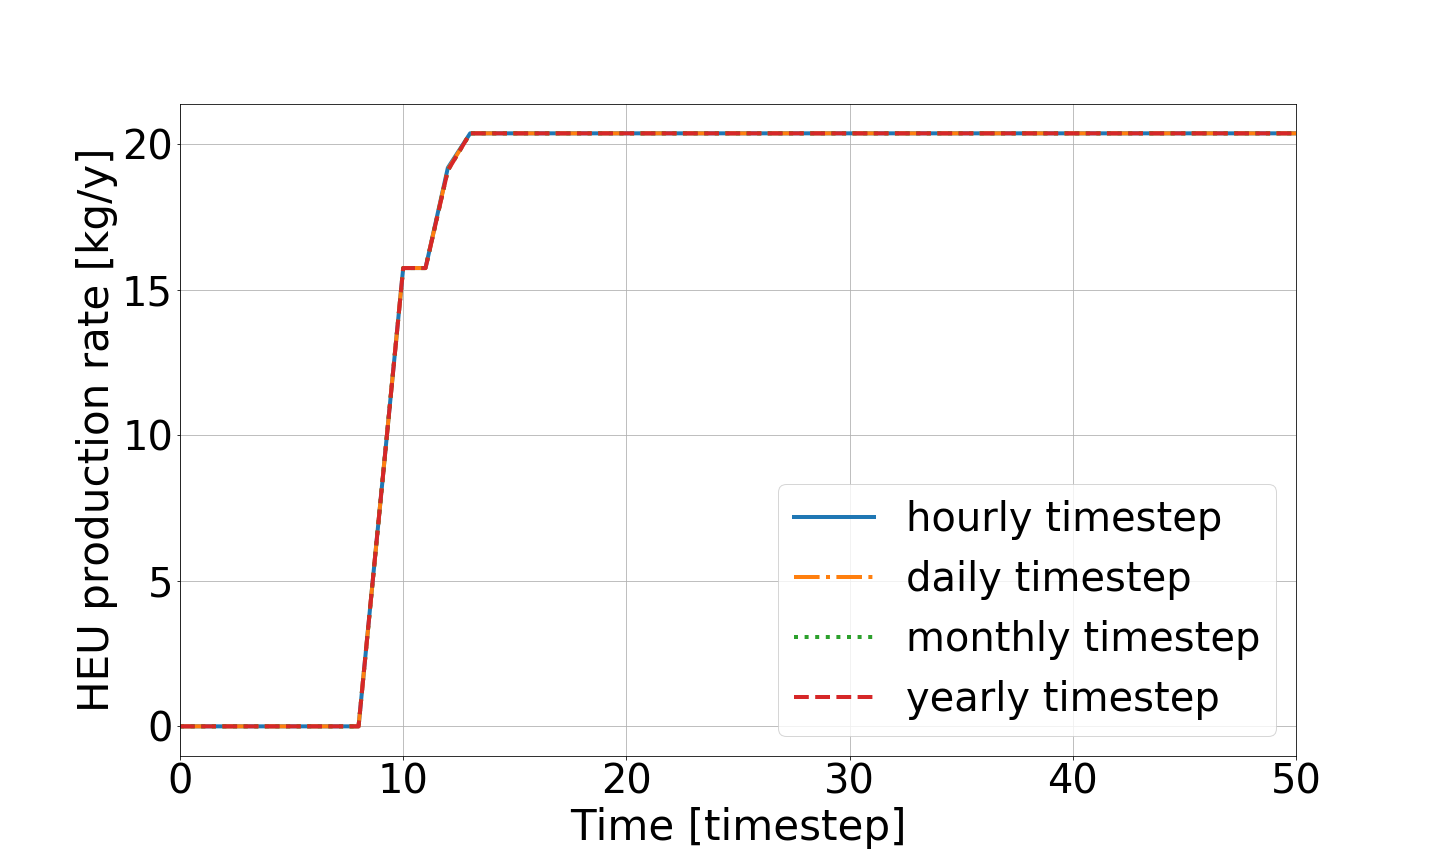 HEU production rate [kg/y]
20
15
10
5
0
hourly timestep
daily timestep
monthly timestep
yearly timestep
0 10 20 30 40 50
Time [timestep]